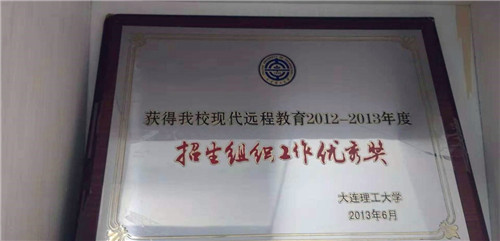 获得我校现代远程教育2012-2013年度
招生组织工作优秀奖
大连理工大学
2013年6月